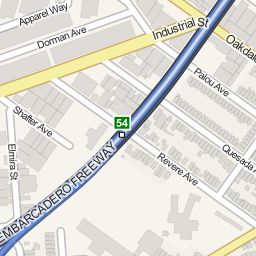 Apparel Way
Industrial St
Dorman Ave
Oakdale
Palou Ave
Shafter Ave
54
Quesada
Elmira St
Revere Ave
EMBARCADERO FREEWAY